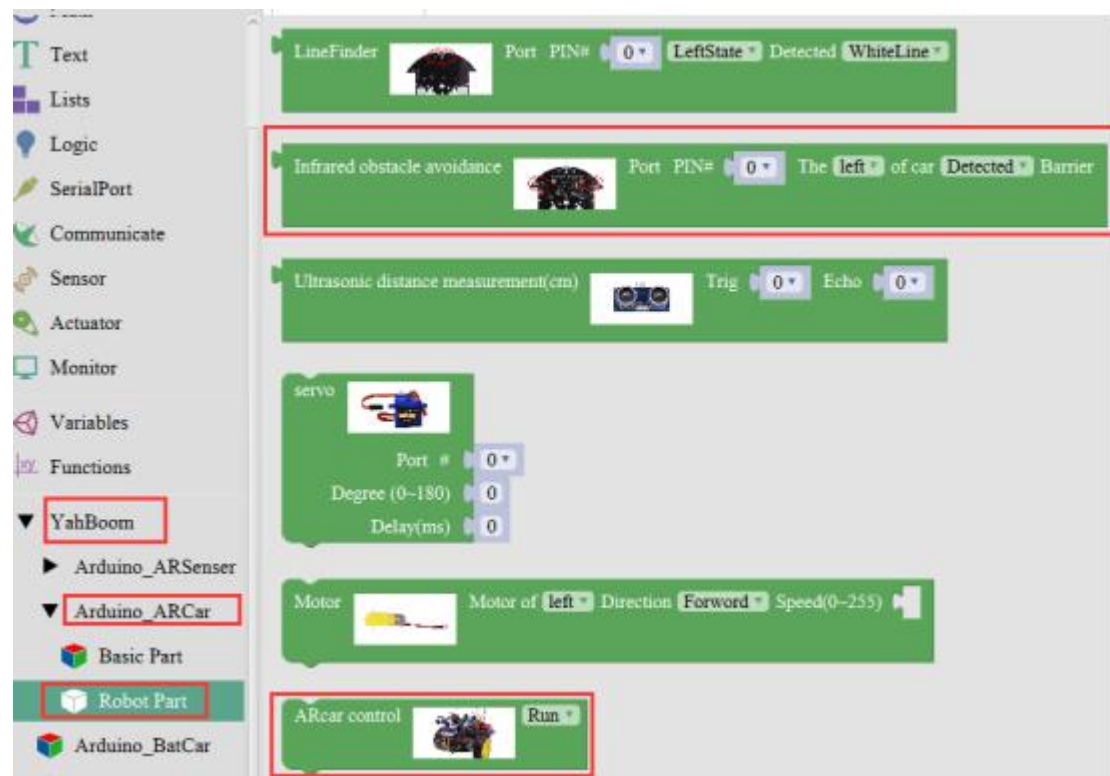 Text
Lists
Logic
SerialPort
Communicate
Sensor
Actuator
Monitor
Variables
Functions
YahBoom
Arduino_ARSenser
Arduino_ARCar
Basic Part
Robot Part
Arduino_BatCar
LineFinder Port PIN# 0 LeftState Detected WhiteLine
Infrared obstacle avoidance Port PIN# 0 The left of car Detected Barrier
Ultrasonic distance measurement(cm) Trig 0 Echo 0
servo
Port # 0
Degree (0~180) 0
Delay(ms) 0
Motor Motor of left Direction Forword Speed(0~255)
ARcar control Run